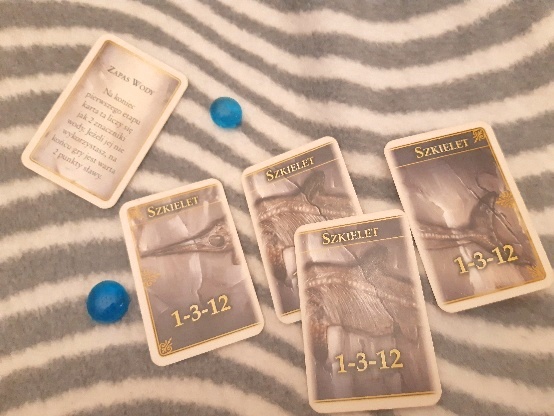 Zapas Wody
Na koniec
pierwszego etapu
karta ta liczy się
jak 2 znaczniki
wody. Jeżeli jej nie
wykorzystasz, na
końcu gry jest warta
2 punkty sławy.
Szkielet
1-3-12
Szkielet
Szkielet
1-3-12
Szkielet
1-3-12